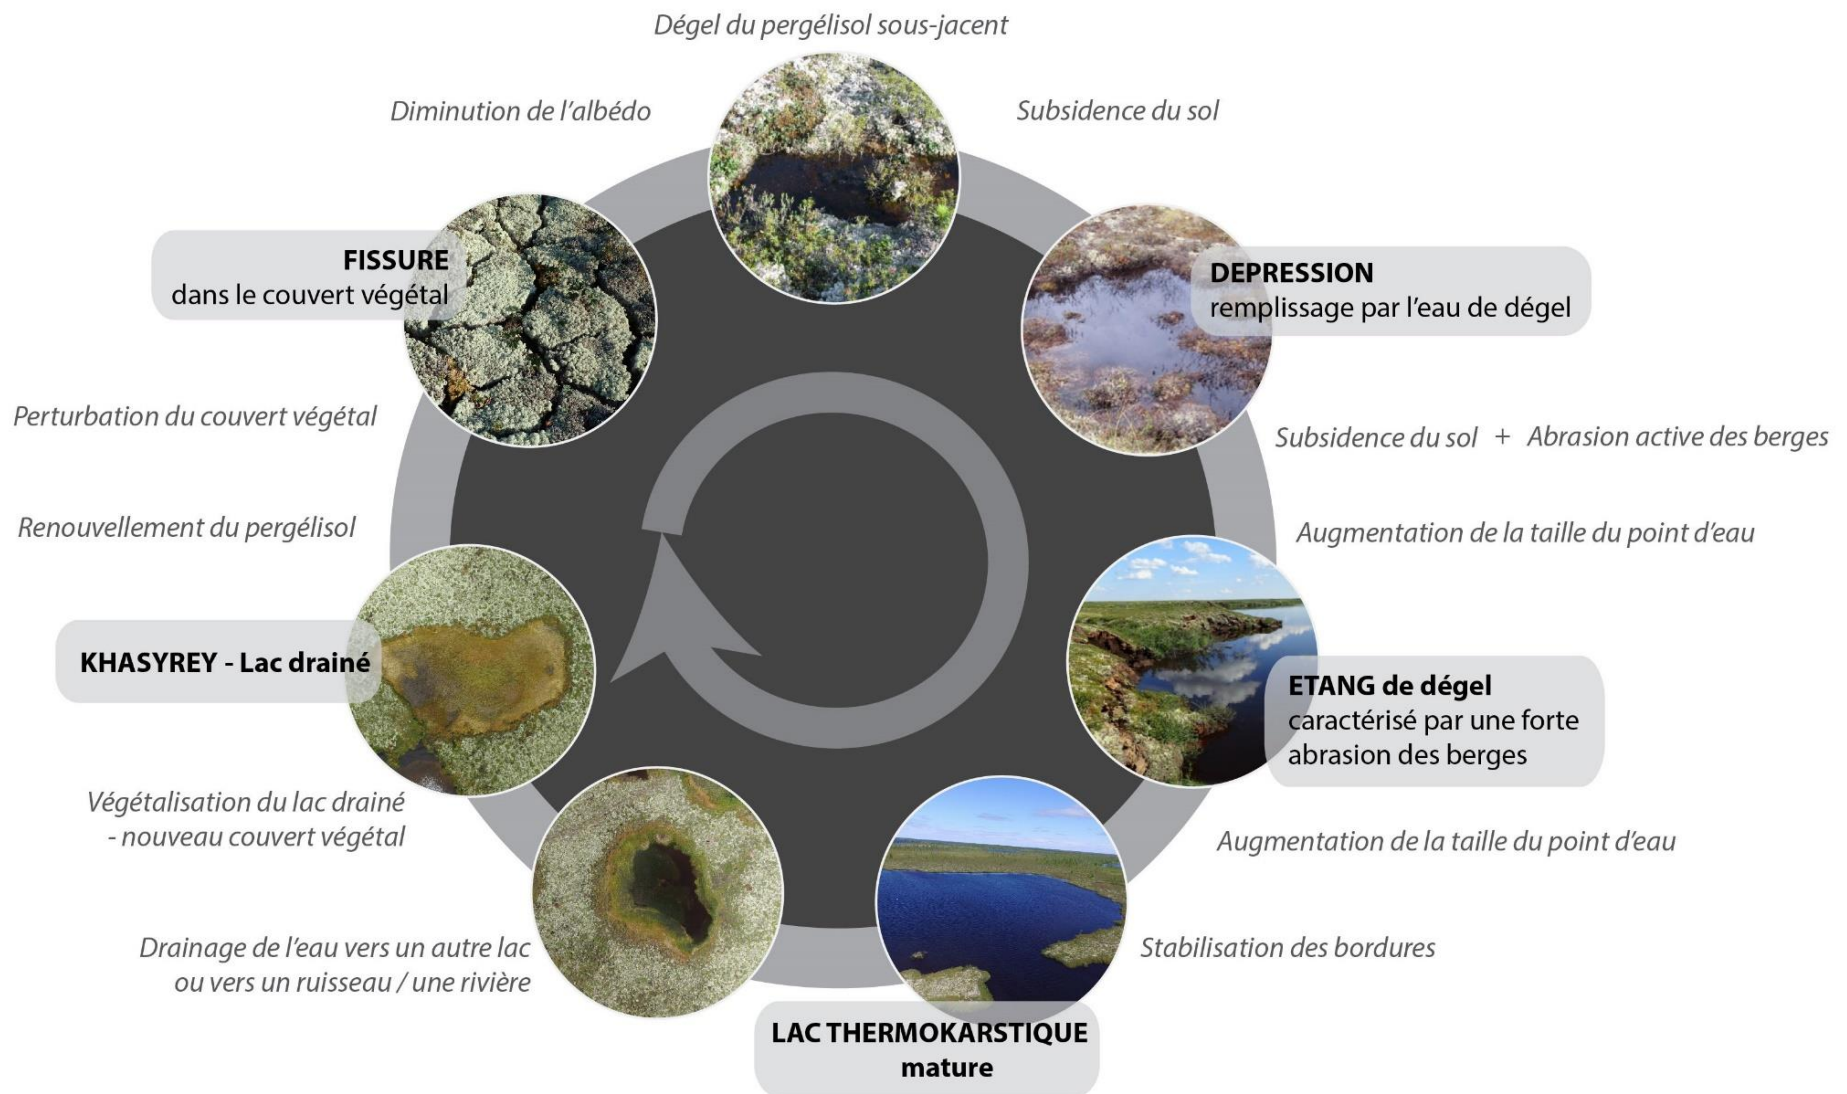 Dégel du pergélisol sous-jacent
Diminution de l'albédo
Subsidence du sol
FISSURE
dans le couvert végétal
DEPRESSION
remplissage par l'eau de dégel
Perturbation du couvert végétal
Subsidence du sol + Abrasion active des berges
Renouvellement du pergélisol
Augmentation de la taille du point d'eau
KHASYREY - Lac drainé
ETANG de dégel
caractérisé par une forte
abrasion des berges
Végétalisation du lac drainé
- nouveau couvert végétal
Augmentation de la taille du point d'eau
Drainage de l'eau vers un autre lac
ou vers un ruisseau / une rivière
Stabilisation des bordures
LAC THERMOKARSTIQUE
mature